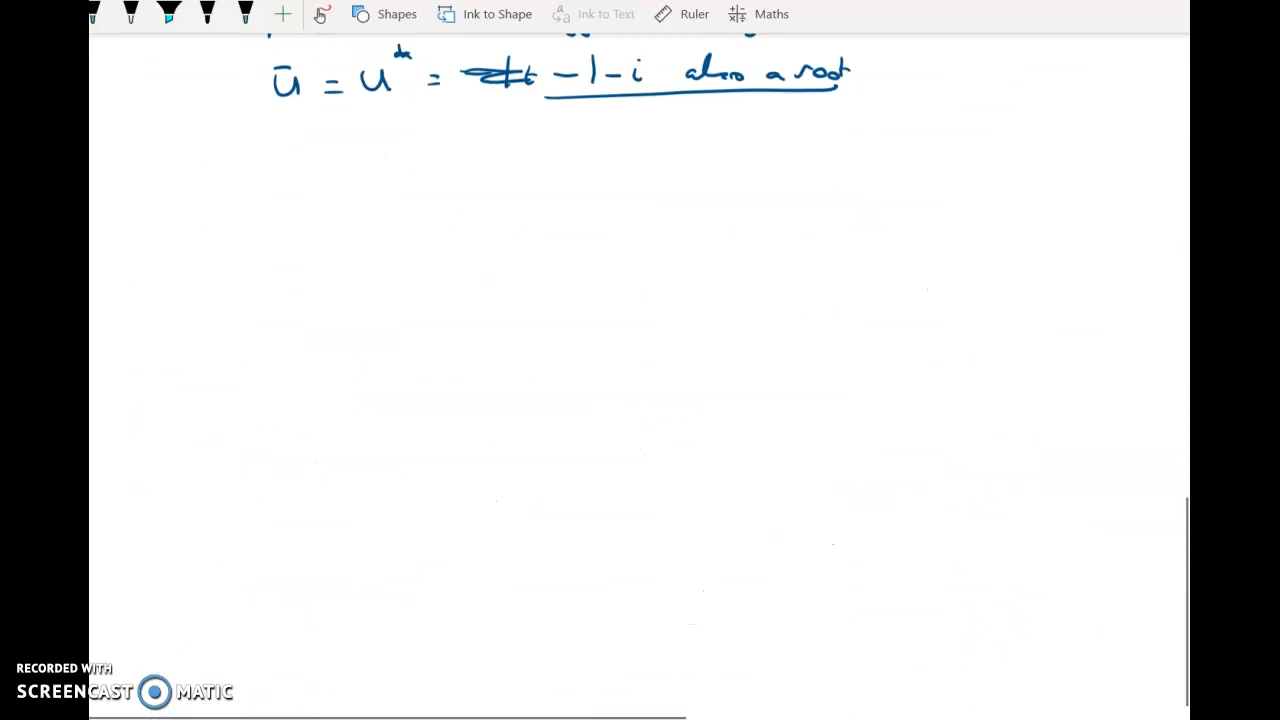 Shapes Ink to Shape Ink to Text Ruler Maths
ū = u* = -1-i also a root
RECORDED WITH
SCREENCAST MATIC